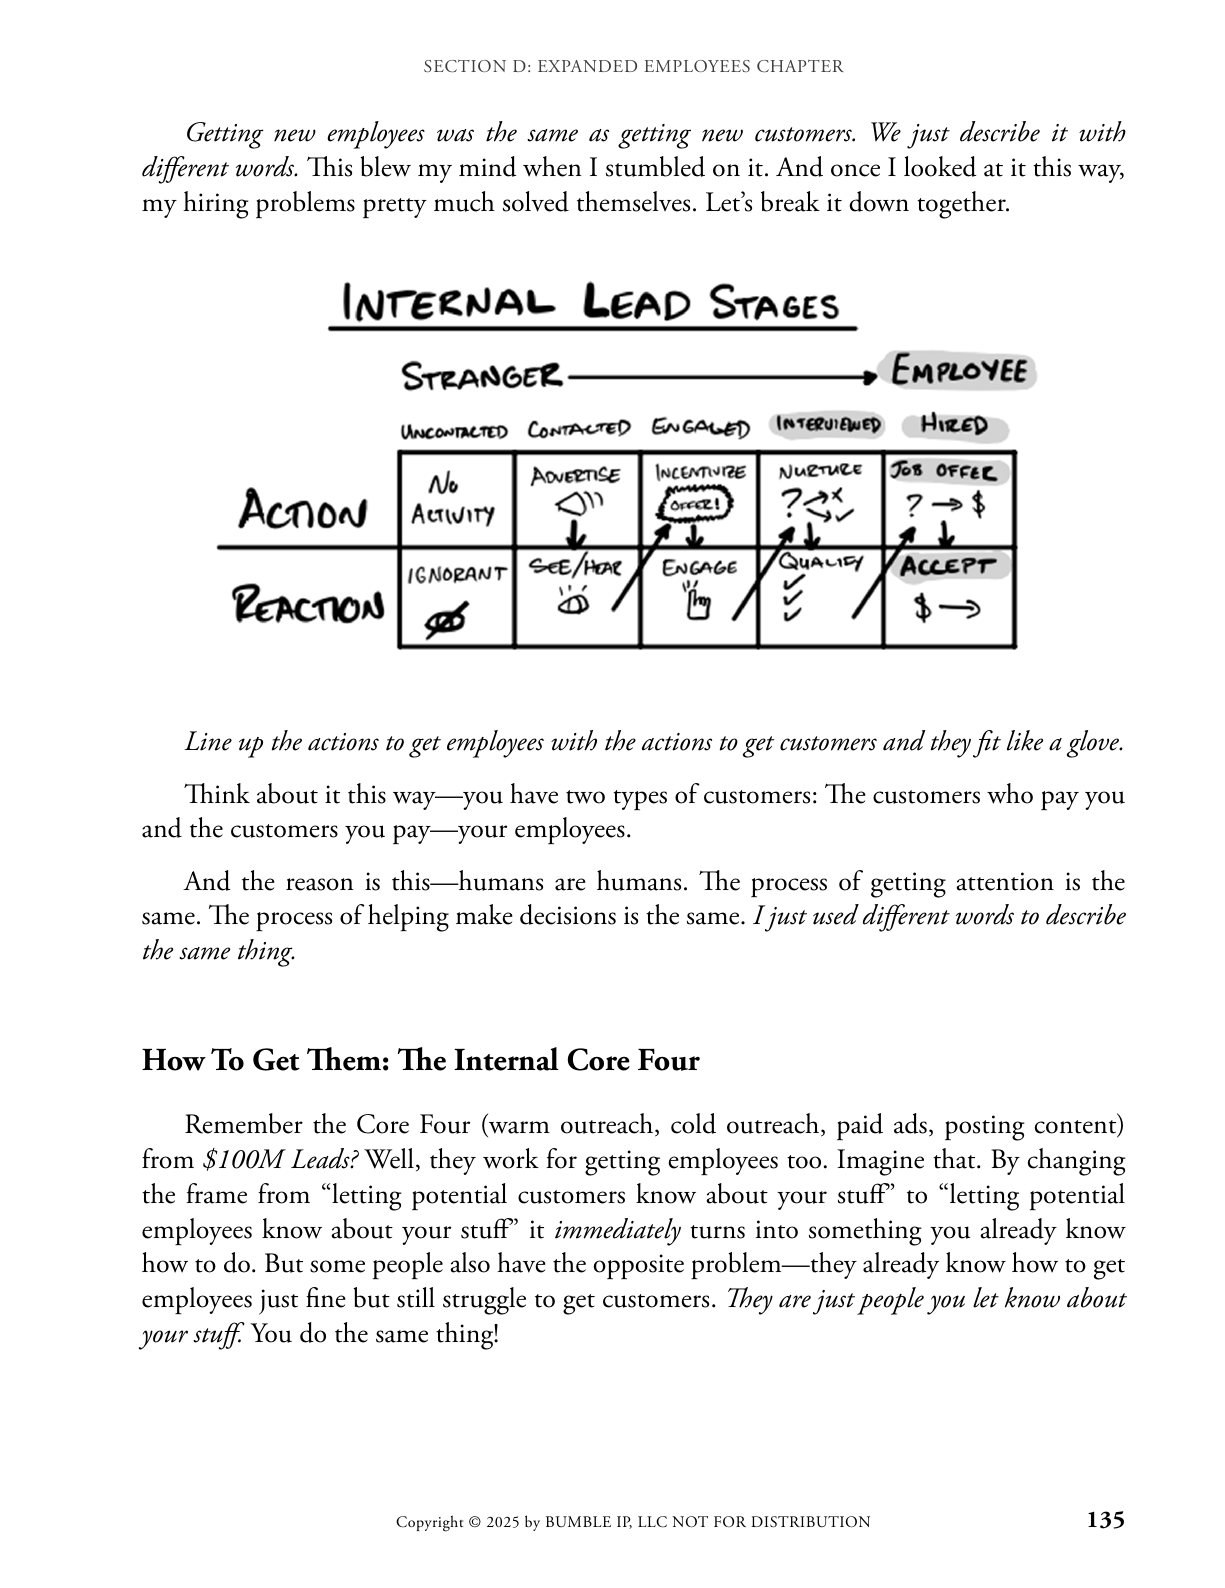 SECTION D: EXPANDED EMPLOYEES CHAPTER
Getting new employees was the same as getting new customers. We just describe it with
different words. This blew my mind when I stumbled on it. And once I looked at it this way,
my hiring problems pretty much solved themselves. Let’s break it down together.
INTERNAL LEAD STAGES
STRANGER EMPLOYEE
UNCONTACTED CONTACTED ENGAGED INTERVIEWED HIRED
ACTION
No ACTIVITY
ADVERTISE
INCENTIVIZE
OFFER!
NURTURE
?
JOB OFFER
? → $
REACTION
IGNORANT
SEE/HEAR
ENGAGE
QUALIFY
ACCEPT
$ →
Line up the actions to get employees with the actions to get customers and they fit like a glove.
Think about it this way—you have two types of customers: The customers who pay you
and the customers you pay—your employees.
And the reason is this—humans are humans. The process of getting attention is the
same. The process of helping make decisions is the same. I just used different words to describe
the same thing.
How To Get Them: The Internal Core Four
Remember the Core Four (warm outreach, cold outreach, paid ads, posting content)
from $100M Leads? Well, they work for getting employees too. Imagine that. By changing
the frame from “letting potential customers know about your stuff” to “letting potential
employees know about your stuff” it immediately turns into something you already know
how to do. But some people also have the opposite problem—they already know how to get
employees just fine but still struggle to get customers. They are just people you let know about
your stuff. You do the same thing!
Copyright © 2025 by BUMBLE IP, LLC NOT FOR DISTRIBUTION
135